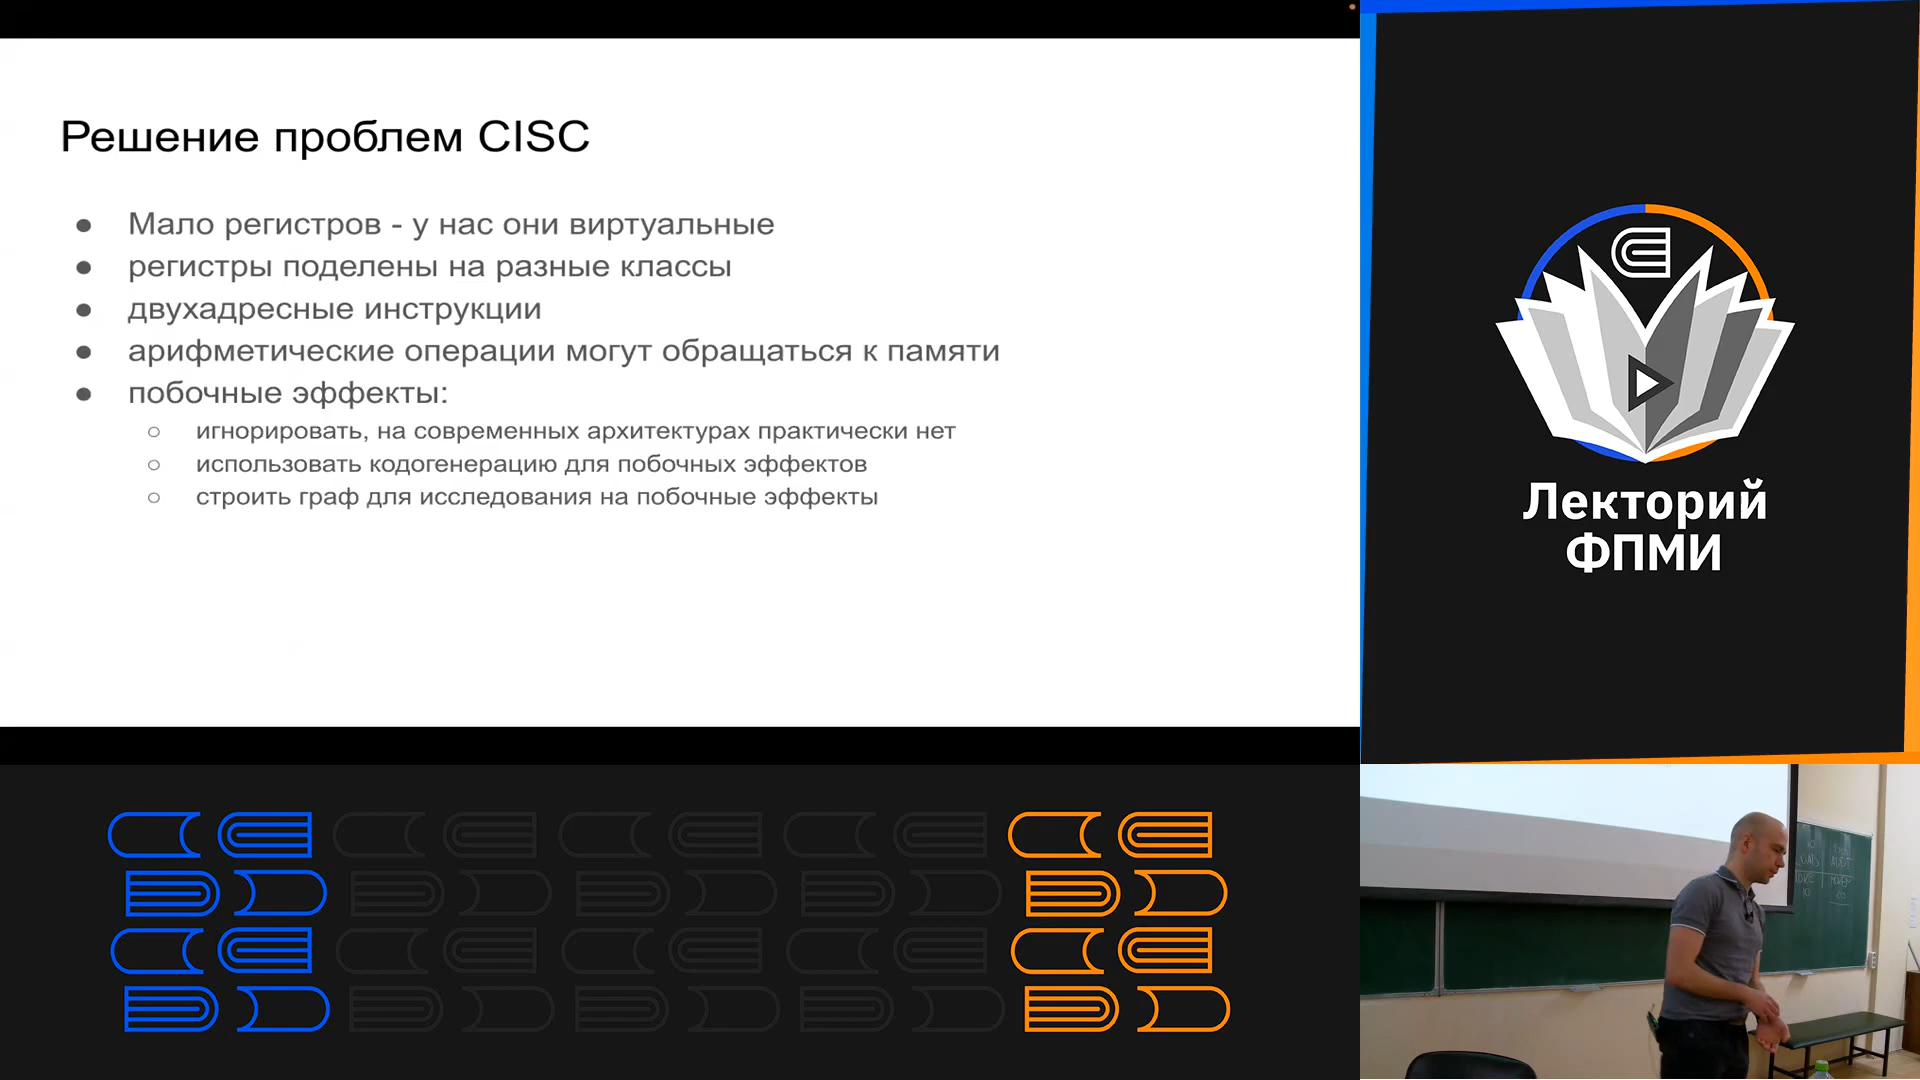 Решение проблем CISC
● Мало регистров - у нас они виртуальные
● регистры поделены на разные классы
● двухадресные инструкции
● арифметические операции могут обращаться к памяти
● побочные эффекты:
○ игнорировать, на современных архитектурах практически нет
○ использовать кодогенерацию для побочных эффектов
○ строить граф для исследования на побочные эффекты
Лекторий
ФПМИ